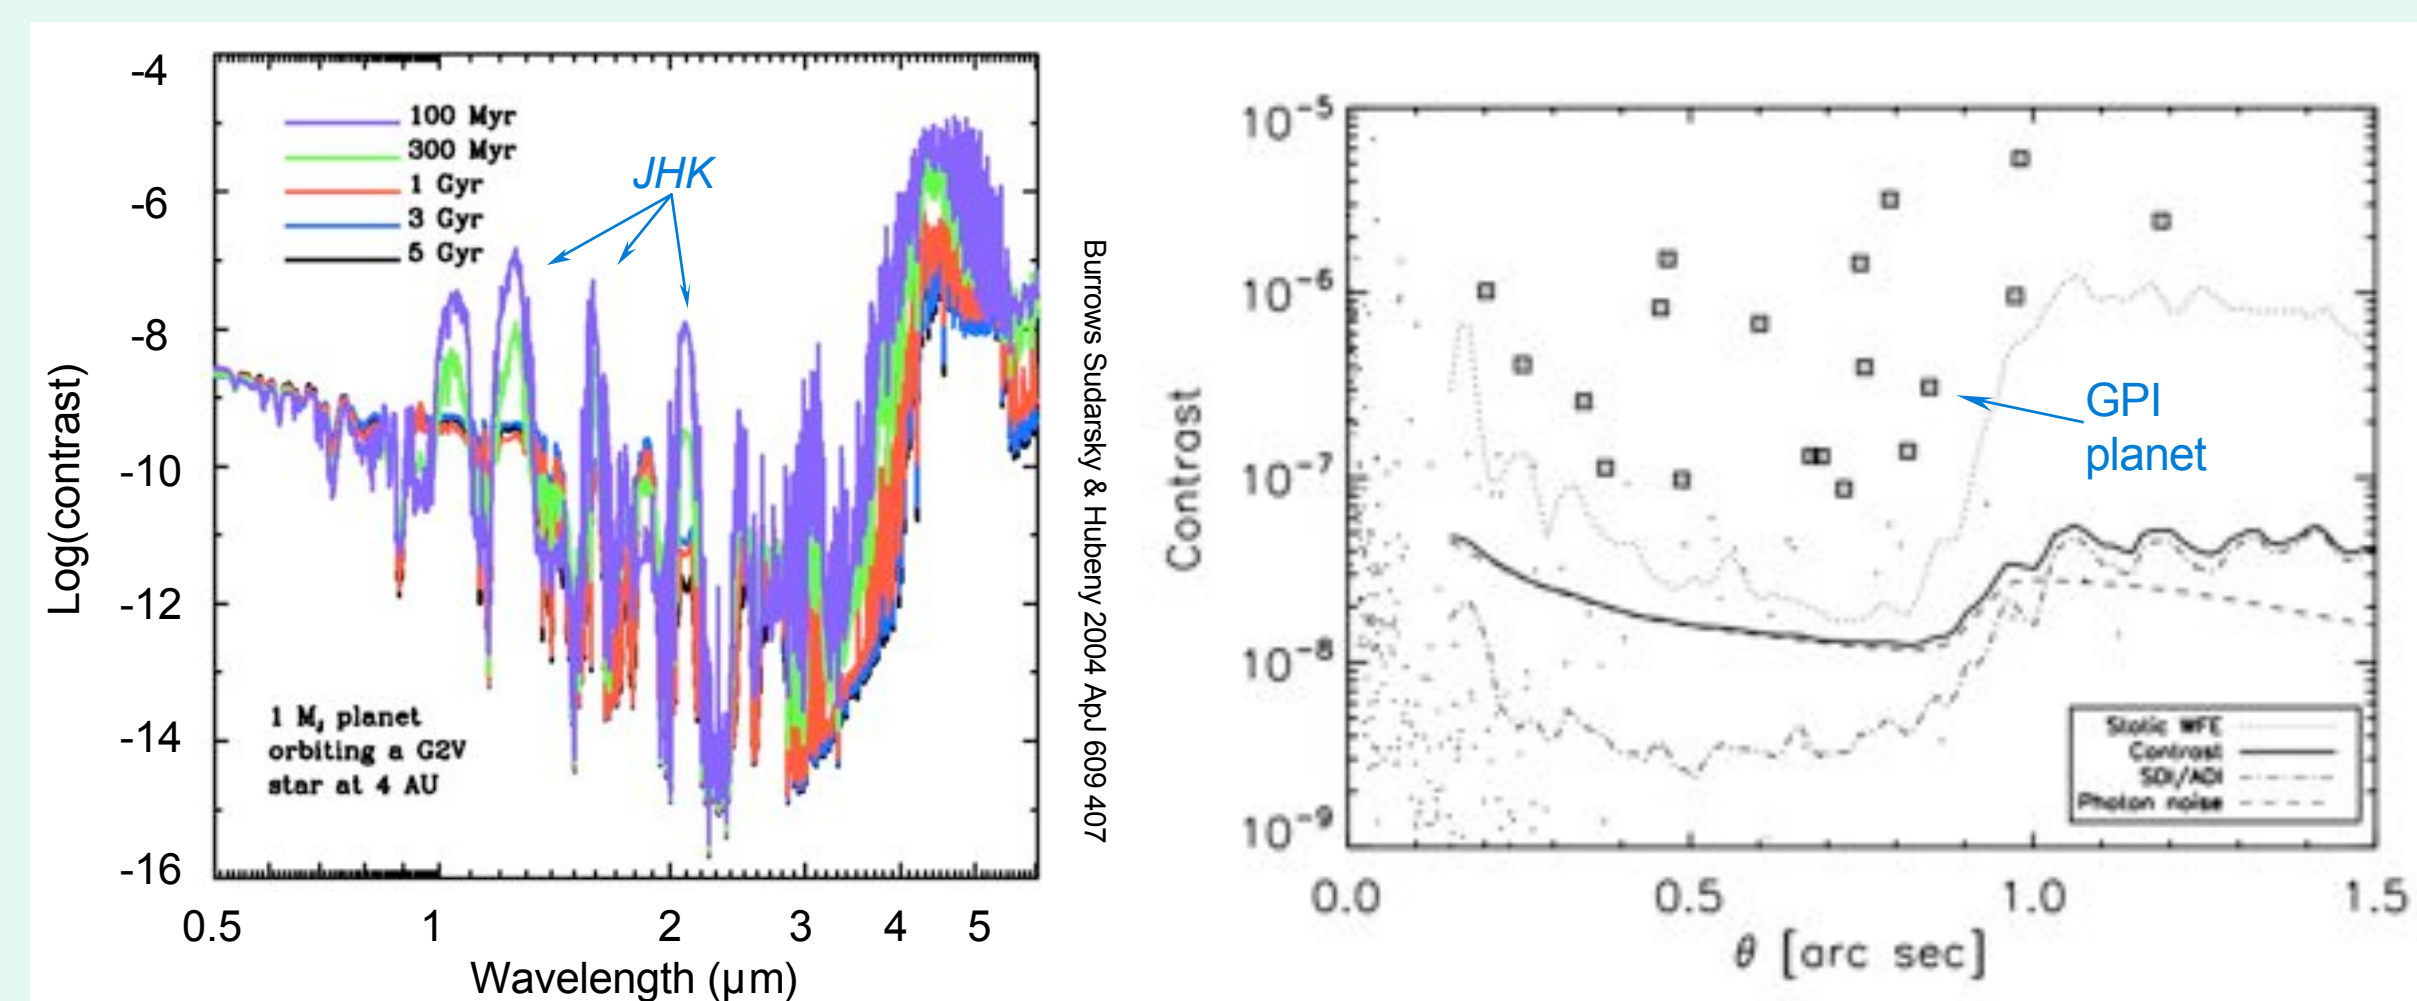 -4
-6
-8
-10
-12
-14
-16
Log(contrast)
100 Myr
300 Myr
1 Gyr
3 Gyr
5 Gyr
JHK
1 MJ planet
orbiting a G2V
star at 4 AU
0.5 1 2 3 4 5
Wavelength (µm)
Burrows Sudarsky & Hubeny 2004 ApJ 609 407
10-5
10-6
10-7
10-8
10-9
Contrast
GPI
planet
Static WFE
Contrast
SDI/ADI
Photon noise
0.0 0.5 1.0 1.5
θ [arc sec]